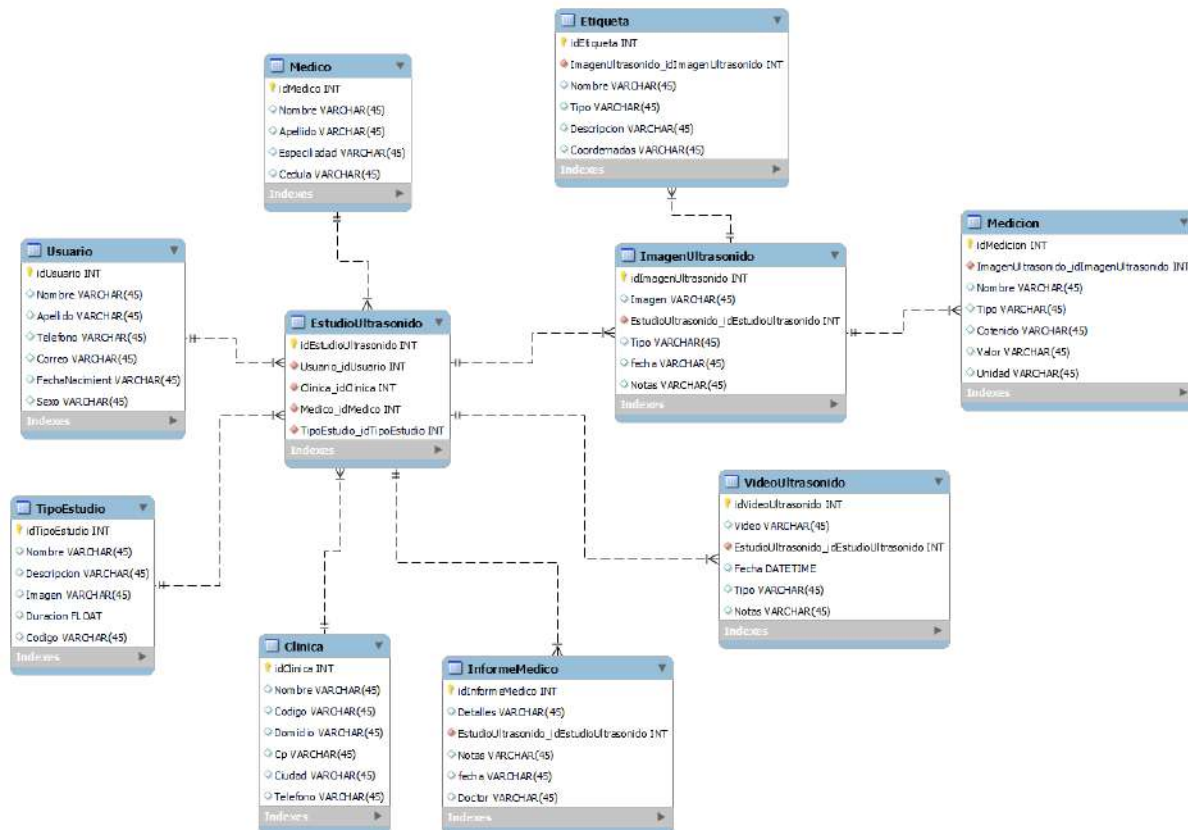 Etiqueta
idEtiqueta INT
ImagenUltrasonido_idImagenUltrasonido INT
Nombre VARCHAR(45)
Tipo VARCHAR(45)
Descripcion VARCHAR(45)
Coordernadas VARCHAR(45)
Indexes
Medico
idMedico INT
Nombre VARCHAR(45)
Apellido VARCHAR(45)
Especiliadad VARCHAR(45)
Cedula VARCHAR(45)
Indexes
Usuario
idUsuario INT
Nombre VARCHAR(45)
Apellido VARCHAR(45)
Telefono VARCHAR(45)
Correo VARCHAR(45)
FechaNacimient VARCHAR(45)
Sexo VARCHAR(45)
Indexes
EstudioUltrasonido
idEstudioUltrasonido INT
Usuario_idUsuario INT
Clinica_idClinica INT
Medico_idMedico INT
TipoEstudio_idTipoEstudio INT
Indexes
ImagenUltrasonido
idImagenUltrasonido INT
Imagen VARCHAR(45)
EstudioUltrasonido_idEstudioUltrasonido INT
Tipo VARCHAR(45)
fecha VARCHAR(45)
Notas VARCHAR(45)
Indexes
Medicion
idMedicion INT
ImagenUltrasonido_idImagenUltrasonido INT
Nombre VARCHAR(45)
Tipo VARCHAR(45)
Cotenido VARCHAR(45)
Valor VARCHAR(45)
Unidad VARCHAR(45)
Indexes
TipoEstudio
idTipoEstudio INT
Nombre VARCHAR(45)
Descripcion VARCHAR(45)
Imagen VARCHAR(45)
Duracion FLOAT
Codigo VARCHAR(45)
Indexes
VideoUltrasonido
idVideoUltrasonido INT
Video VARCHAR(45)
EstudioUltrasonido_idEstudioUltrasonido INT
Fecha DATETIME
Tipo VARCHAR(45)
Notas VARCHAR(45)
Indexes
Clinica
idClinica INT
Nombre VARCHAR(45)
Codigo VARCHAR(45)
Domicilio VARCHAR(45)
Cp VARCHAR(45)
Ciudad VARCHAR(45)
Telefono VARCHAR(45)
Indexes
InformeMedico
idInformeMedico INT
Detalles VARCHAR(45)
EstudioUltrasonido_idEstudioUltrasonido INT
Notas VARCHAR(45)
fecha VARCHAR(45)
Doctor VARCHAR(45)
Indexes